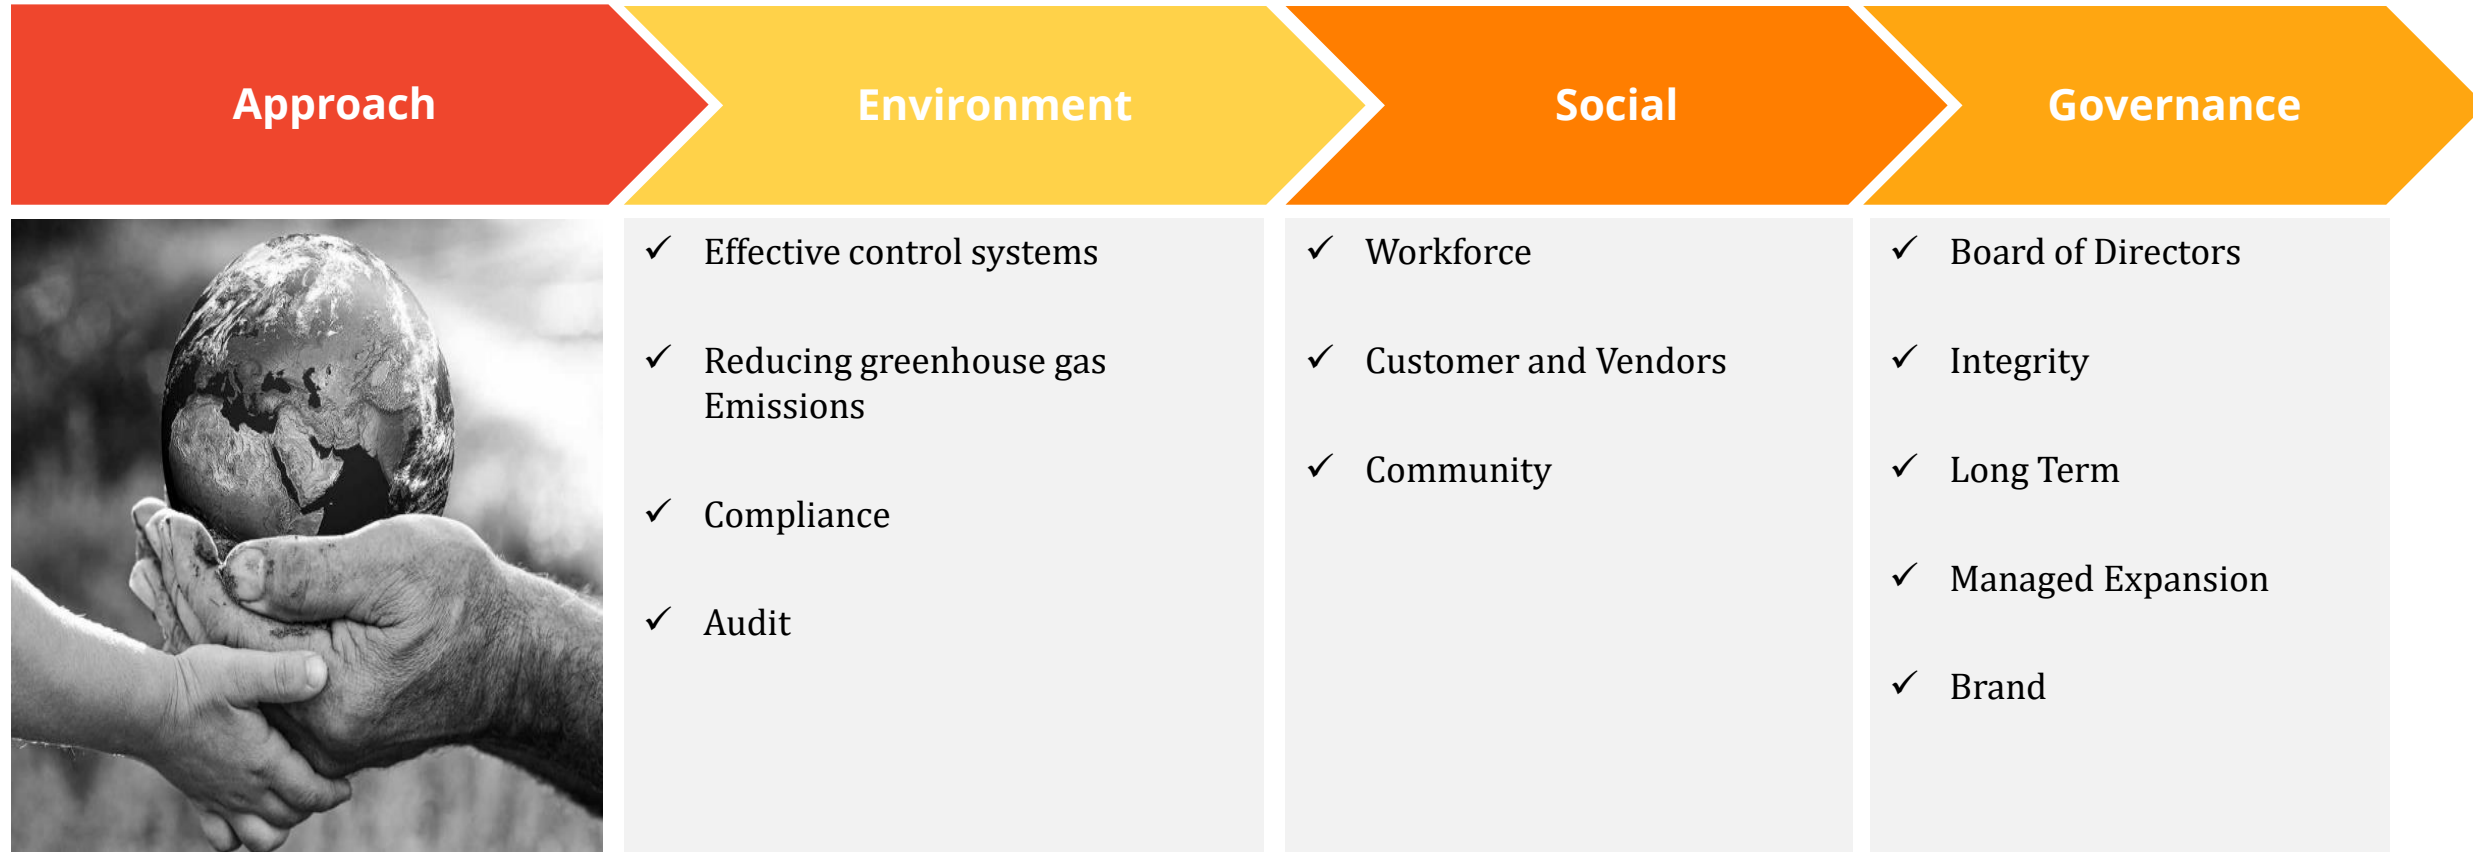 Approach
Environment
Social
Governance
Effective control systems
Reducing greenhouse gas
Emissions
Compliance
Audit
Workforce
Customer and Vendors
Community
Board of Directors
Integrity
Long Term
Managed Expansion
Brand